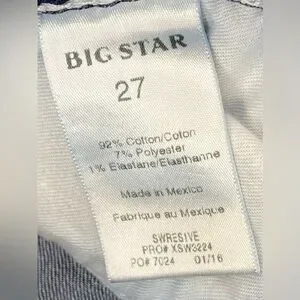 BIG STAR
27
92% Cotton/Coton
7% Polyester
1% Elastane/Elasthanne
Made in Mexico
Fabrique au Mexique
SWRESIVE
PRO# XSW3224
PO# 7024 01/16